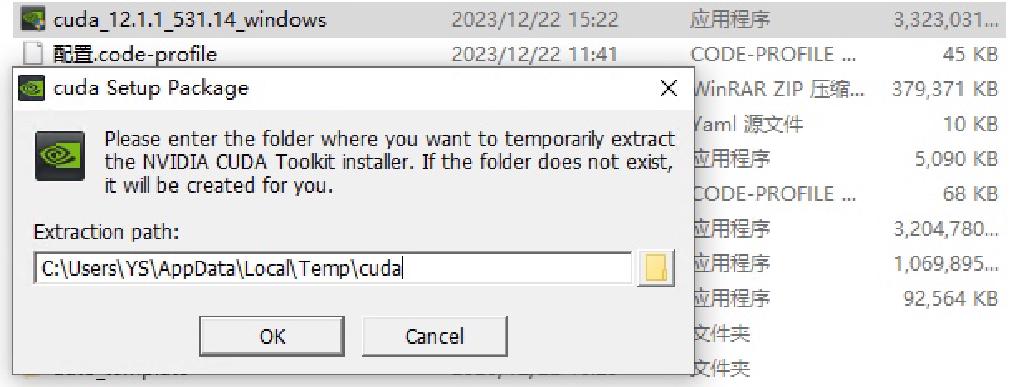 cuda_12.1.1_531.14_windows 2023/12/22 15:22 应用程序 3,323,031...
配置.code-profile 2023/12/22 11:41 CODE-PROFILE ... 45 KB
cuda Setup Package
WinRAR ZIP 压缩... 379,371 KB
Yaml 源文件 10 KB
Please enter the folder where you want to temporarily extract
the NVIDIA CUDA Toolkit installer. If the folder does not exist,
it will be created for you.
应用程序 5,090 KB
CODE-PROFILE ... 68 KB
Extraction path:
应用程序 3,204,780...
C:\Users\YS\AppData\Local\Temp\cuda
应用程序 1,069,895...
应用程序 92,564 KB
OK Cancel
文件夹
文件夹